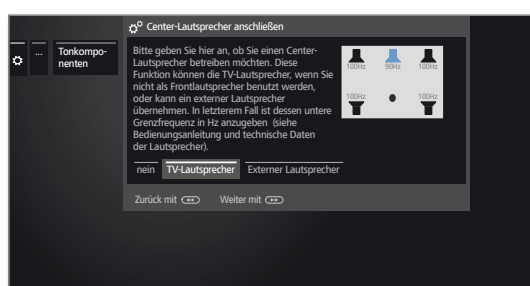 Center-Lautsprecher anschließen
... Tonkompo-
nenten
Bitte geben Sie hier an, ob Sie einen Center-
Lautsprecher betreiben möchten. Diese
Funktion können die TV-Lautsprecher, wenn Sie
nicht als Frontlautsprecher benutzt werden,
oder kann ein externer Lautsprecher
übernehmen. In letzterem Fall ist dessen untere
Grenzfrequenz in Hz anzugeben (siehe
Bedienungsanleitung und technische Daten
der Lautsprecher).
100Hz 90Hz 100Hz
100Hz 100Hz
nein TV-Lautsprecher Externer Lautsprecher
Zurück mit Weiter mit